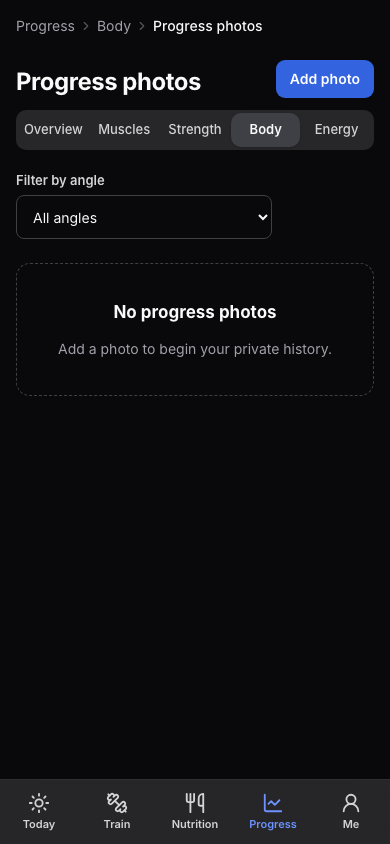 Progress > Body > Progress photos
Progress photos
Add photo
Overview Muscles Strength Body Energy
Filter by angle
All angles
No progress photos
Add a photo to begin your private history.
Today Train Nutrition Progress Me